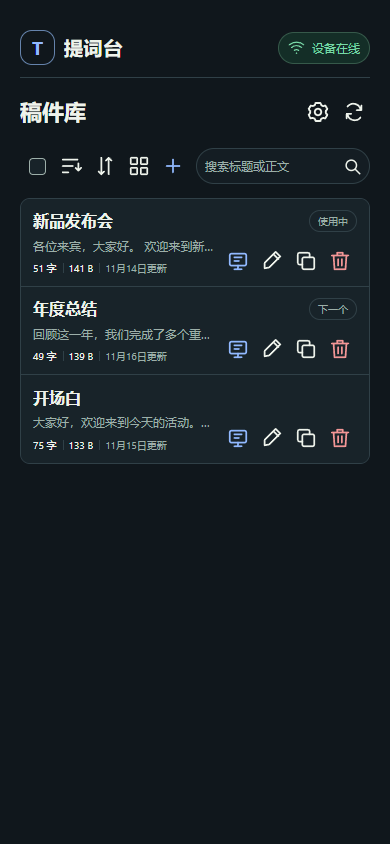 T 提词台 设备在线
稿件库
搜索标题或正文
新品发布会 使用中
各位来宾，大家好。 欢迎来到新...
51 字 141 B 11月14日更新
年度总结 下一个
回顾这一年，我们完成了多个重...
49 字 139 B 11月16日更新
开场白
大家好，欢迎来到今天的活动。...
75 字 133 B 11月15日更新